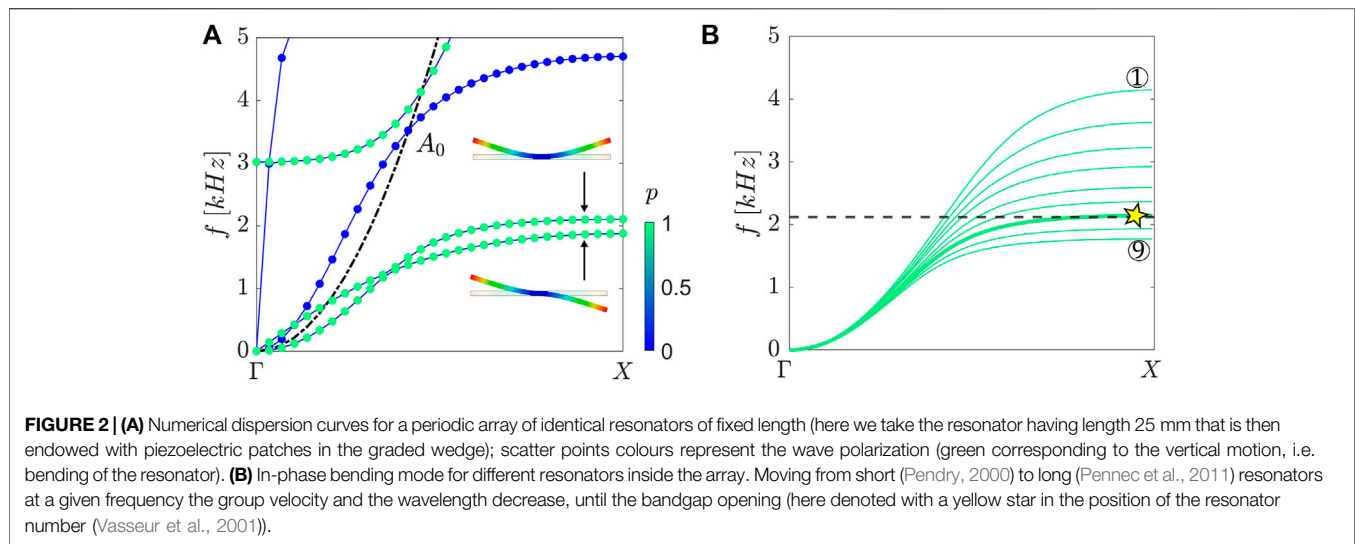 A
B
5
4
3
2
1
0
f [kHz]
Γ
X
A0
p
1
0.5
0
5
4
3
2
1
0
f [kHz]
Γ
X
①
⑨
FIGURE 2 | (A) Numerical dispersion curves for a periodic array of identical resonators of fixed length (here we take the resonator having length 25 mm that is then
endowed with piezoelectric patches in the graded wedge); scatter points colours represent the wave polarization (green corresponding to the vertical motion, i.e.
bending of the resonator). (B) In-phase bending mode for different resonators inside the array. Moving from short (Pendry, 2000) to long (Pennec et al., 2011) resonators
at a given frequency the group velocity and the wavelength decrease, until the bandgap opening (here denoted with a yellow star in the position of the resonator
number (Vasseur et al., 2001)).